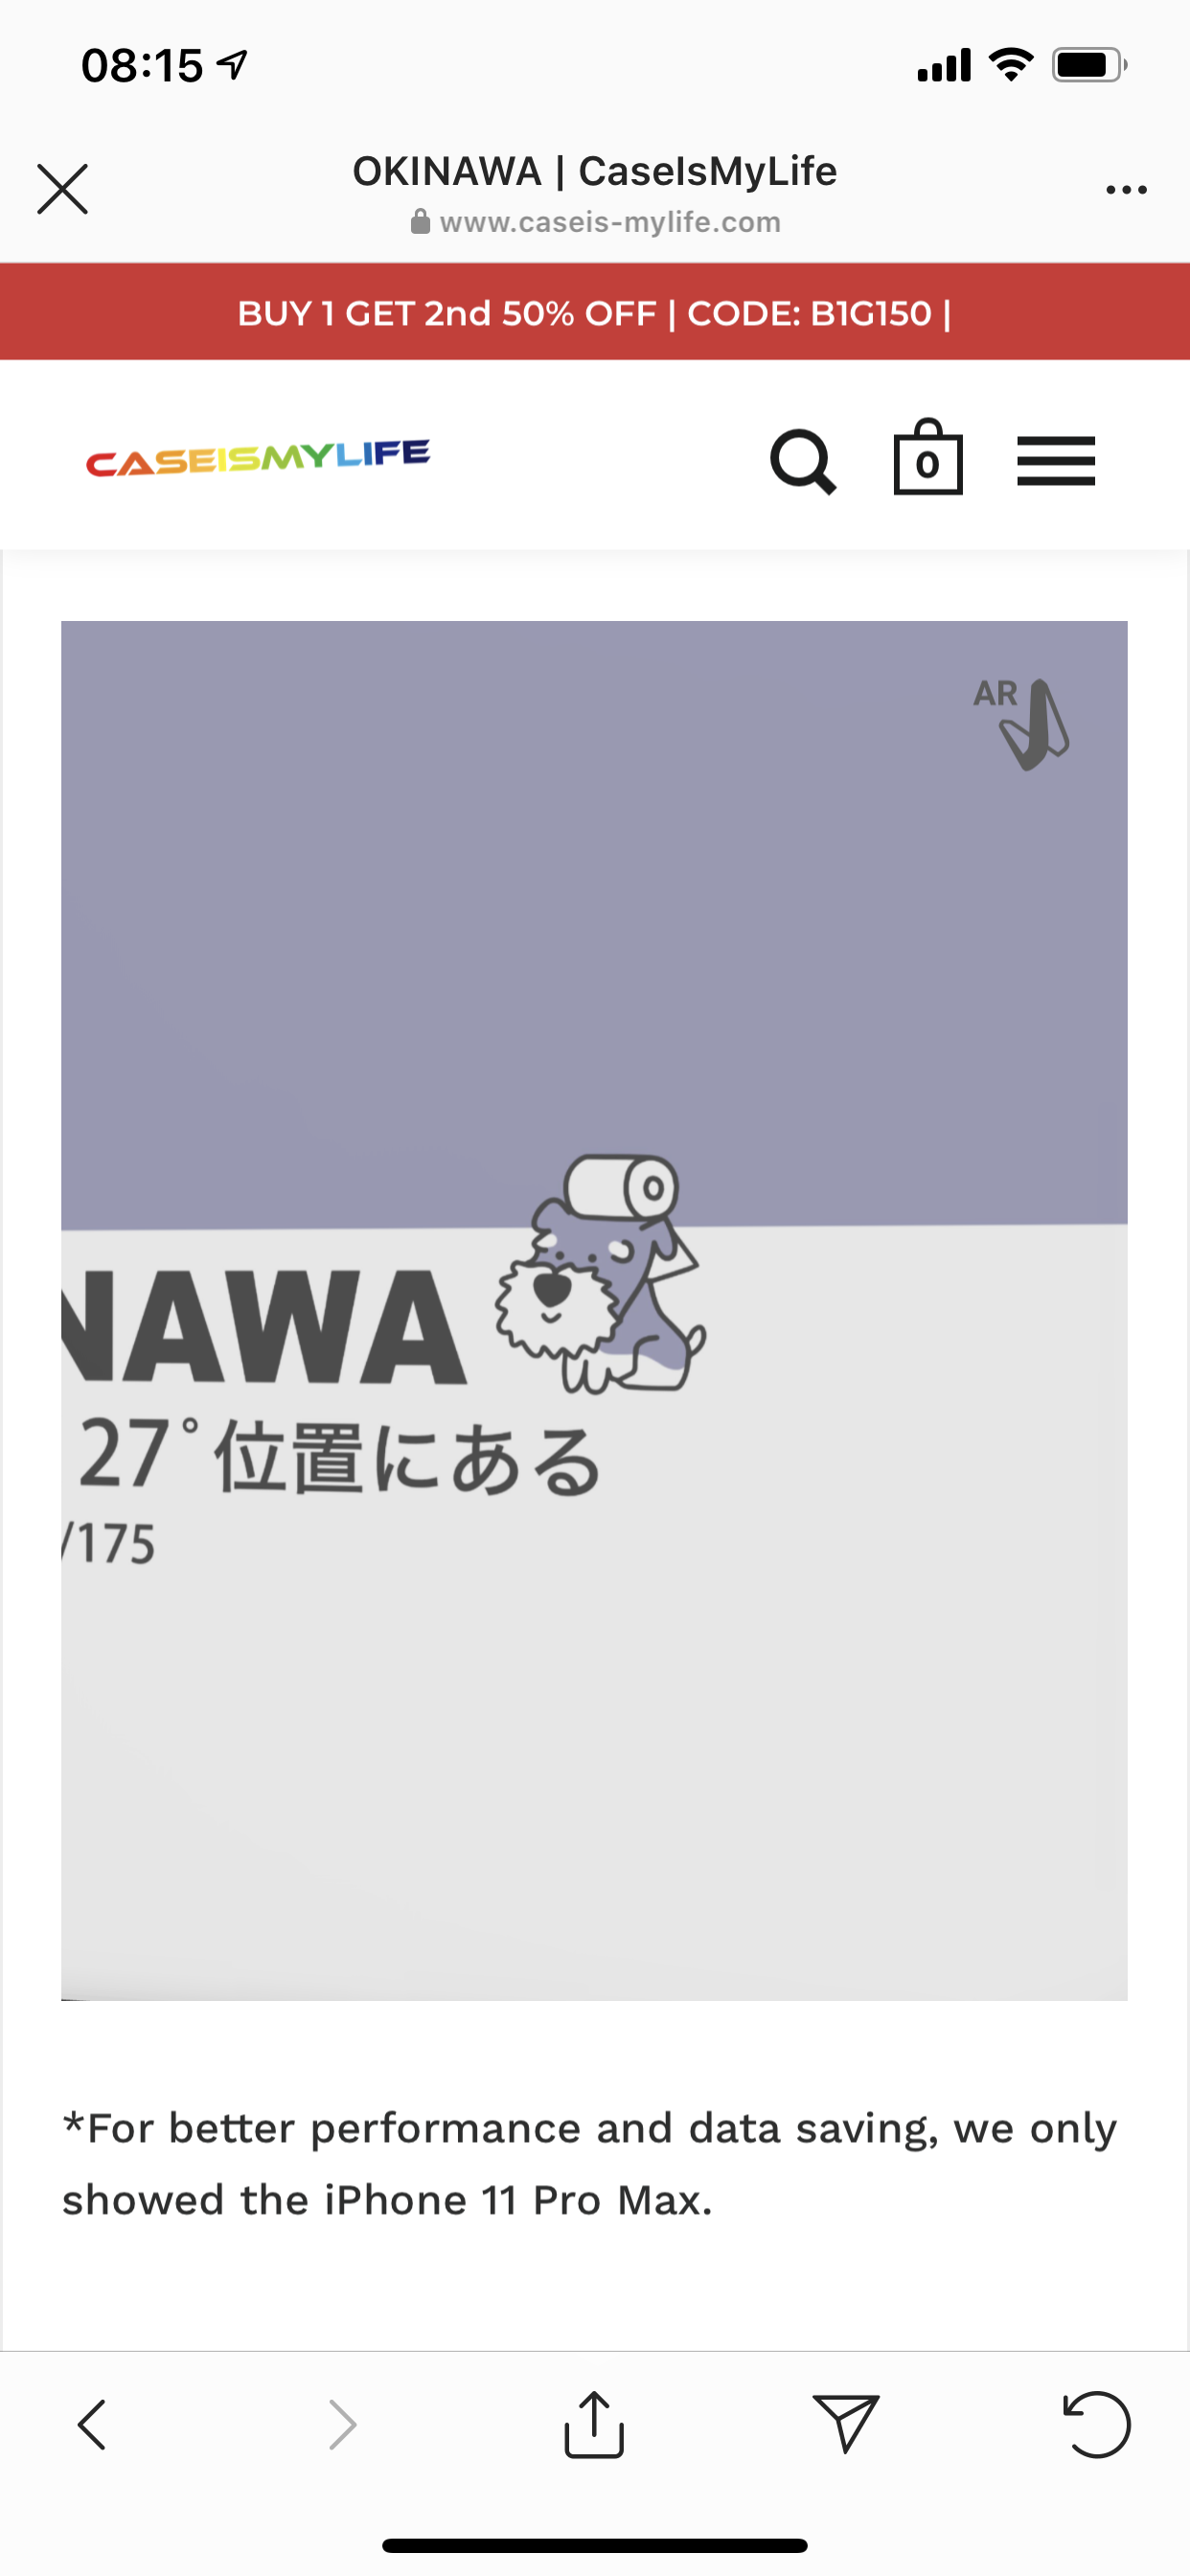 08:15
OKINAWA | CaseIsMyLife
www.caseis-mylife.com
BUY 1 GET 2nd 50% OFF | CODE: B1G150 |
CASEISMYLIFE
0
AR
NAWA
27°位置にある
/175
*For better performance and data saving, we only
showed the iPhone 11 Pro Max.